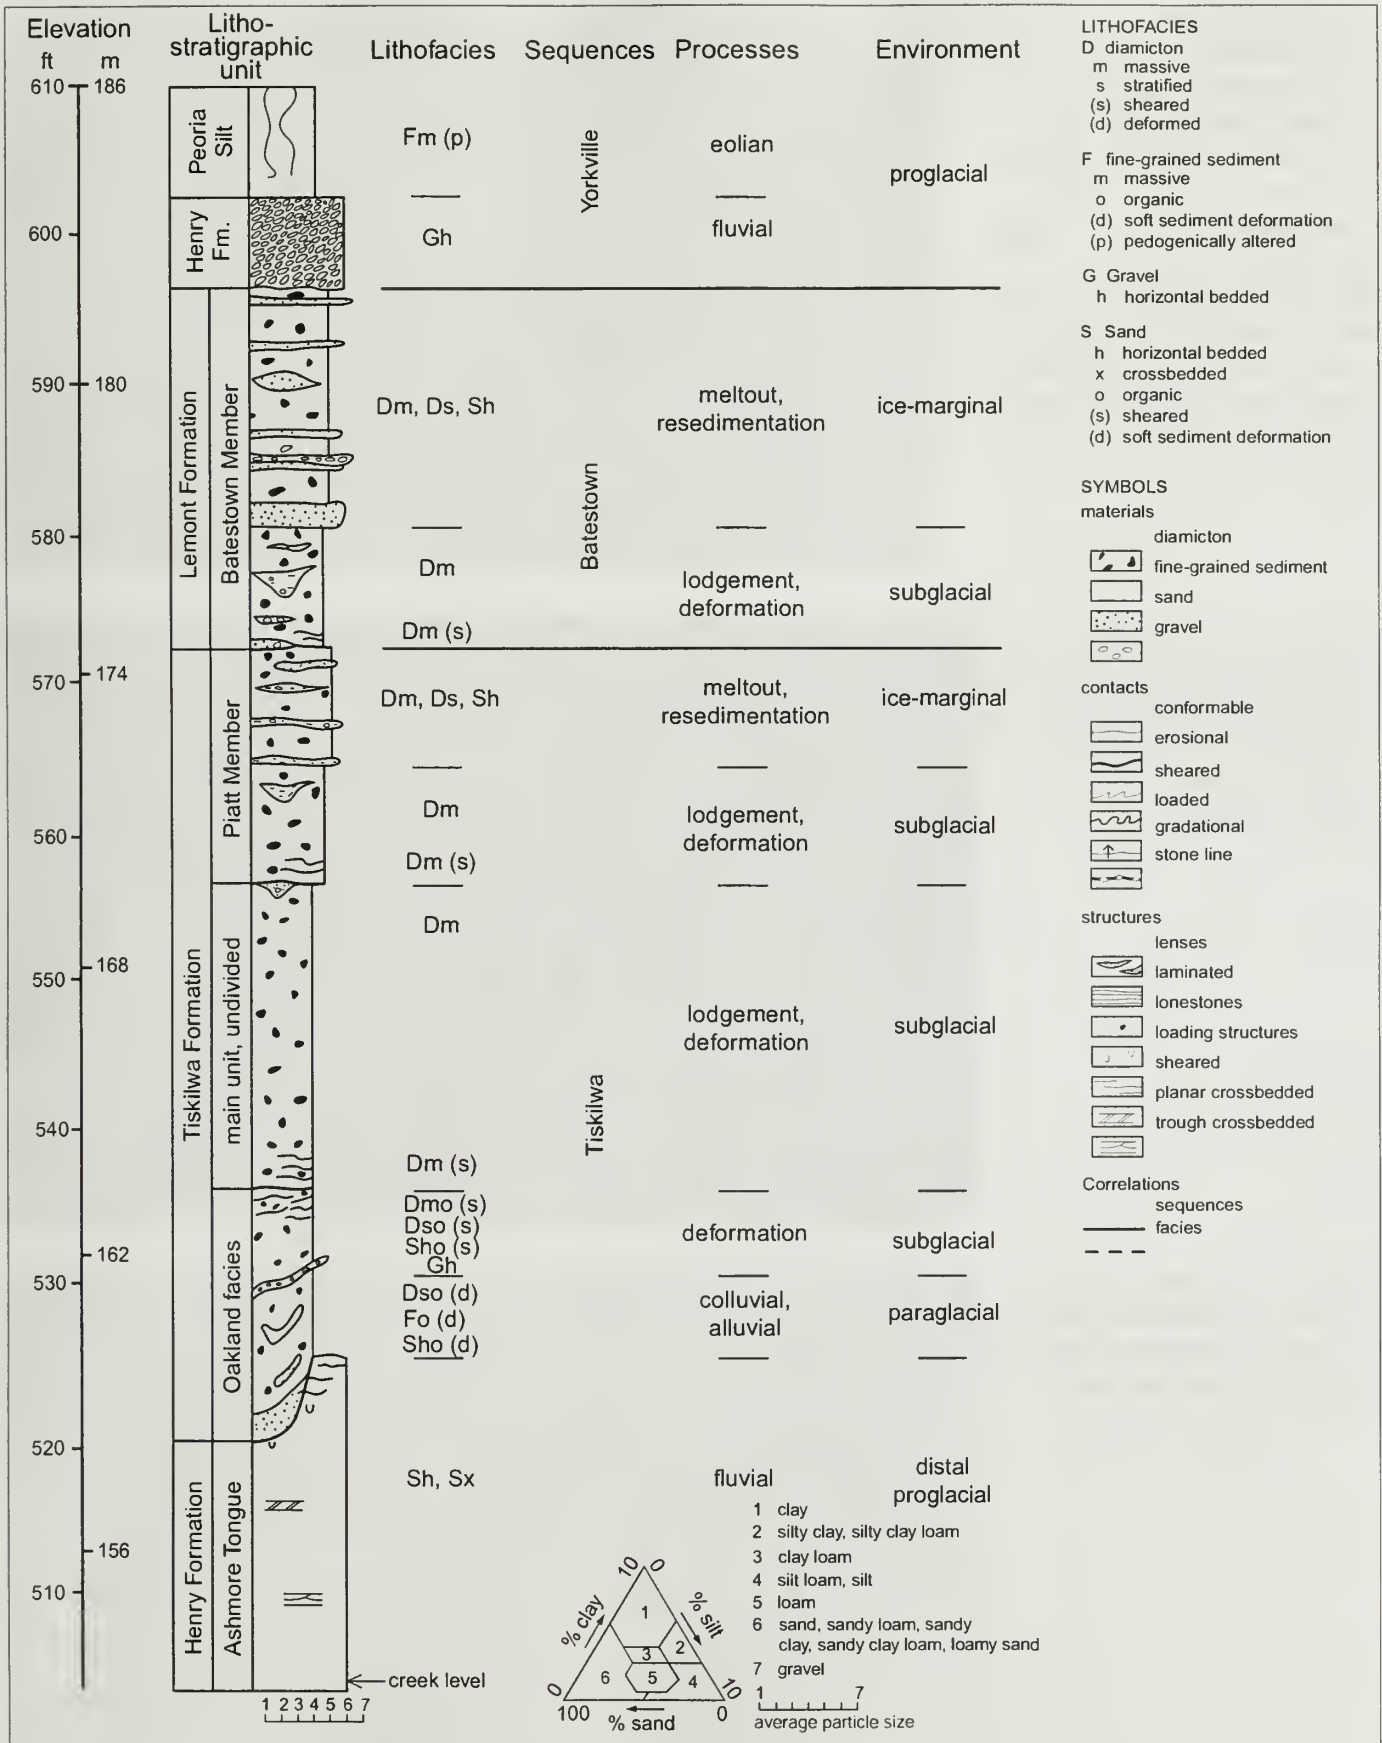 Elevation
ft m
Litho-
stratigraphic
unit
Lithofacies
Sequences
Processes
Environment
610 186
600
590 180
580
570 174
560
550 168
540
530 162
520
510 156
Peoria
Silt
Henry
Fm.
Lemont Formation
Batestown Member
Tiskilwa Formation
Piatt Member
main unit, undivided
Oakland facies
Henry Formation
Ashmore Tongue
1 2 3 4 5 6 7
creek level
Fm (p)
Gh
Dm, Ds, Sh
Dm
Dm (s)
Dm, Ds, Sh
Dm
Dm (s)
Dm
Dm (s)
Dmo (s)
Dso (s)
Sho (s)
Gh
Dso (d)
Fo (d)
Sho (d)
Sh, Sx
Yorkville
Batestown
Tiskilwa
eolian
fluvial
meltout,
resedimentation
lodgement,
deformation
meltout,
resedimentation
lodgement,
deformation
lodgement,
deformation
deformation
colluvial,
alluvial
fluvial
proglacial
ice-marginal
subglacial
ice-marginal
subglacial
subglacial
subglacial
paraglacial
distal
proglacial
LITHOFACIES
D diamicton
m massive
s stratified
(s) sheared
(d) deformed
F fine-grained sediment
m massive
o organic
(d) soft sediment deformation
(p) pedogenically altered
G Gravel
h horizontal bedded
S Sand
h horizontal bedded
x crossbedded
o organic
(s) sheared
(d) soft sediment deformation
SYMBOLS
materials
diamicton
fine-grained sediment
sand
gravel
contacts
conformable
erosional
sheared
loaded
gradational
stone line
structures
lenses
laminated
lonestones
loading structures
sheared
planar crossbedded
trough crossbedded
Correlations
sequences
facies
10 0
% clay
% silt
1
2
3
4
5
6
0
10
100
% sand
0
1 clay
2 silty clay, silty clay loam
3 clay loam
4 silt loam, silt
5 loam
6 sand, sandy loam, sandy
clay, sandy clay loam, loamy sand
7 gravel
1 7
average particle size